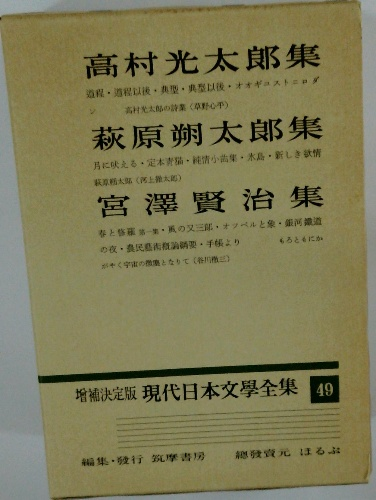 高村光太郎集
道程・道程以後・典型・典型以後・オオギユストニロダ
ン　高村光太郎の詩業（草野心平）
萩原朔太郎集
月に吠える・定本青猫・純情小曲集・氷島・新しき欲情
萩原朔太郎（河上徹太郎）
宮澤賢治集
春と修羅 第一集・風の又三郎・オツベルと象・銀河鐵道
の夜・農民藝術概論綱要・手帳より　もろともにか
がやく宇宙の微塵となりて（谷川徹三）
増補決定版 現代日本文學全集 49
編集・發行 筑摩書房　總發賣元 ほるぷ